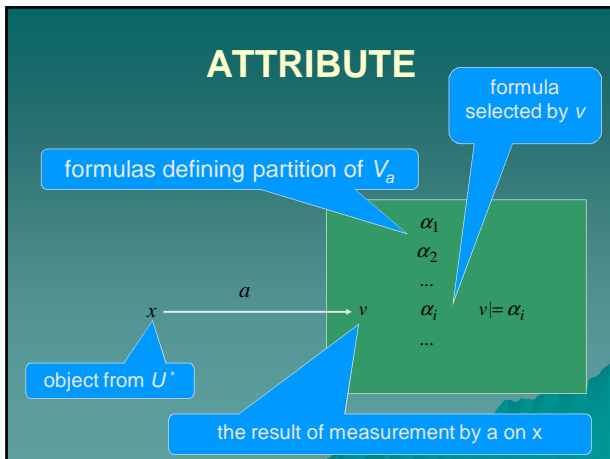 ATTRIBUTE
formula
selected by v
formulas defining partition of Vₐ
α₁
α₂
...
a
x v αᵢ v|= αᵢ
...
object from U*
the result of measurement by a on x